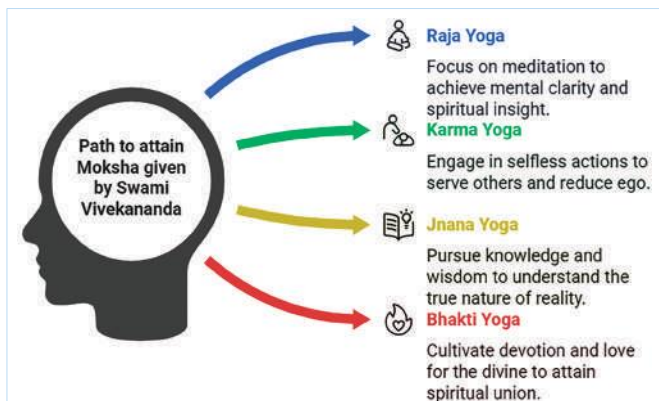 Path to attain
Moksha given
by Swami
Vivekananda
Raja Yoga
Focus on meditation to
achieve mental clarity and
spiritual insight.
Karma Yoga
Engage in selfless actions to
serve others and reduce ego.
Jnana Yoga
Pursue knowledge and
wisdom to understand the
true nature of reality.
Bhakti Yoga
Cultivate devotion and love
for the divine to attain
spiritual union.